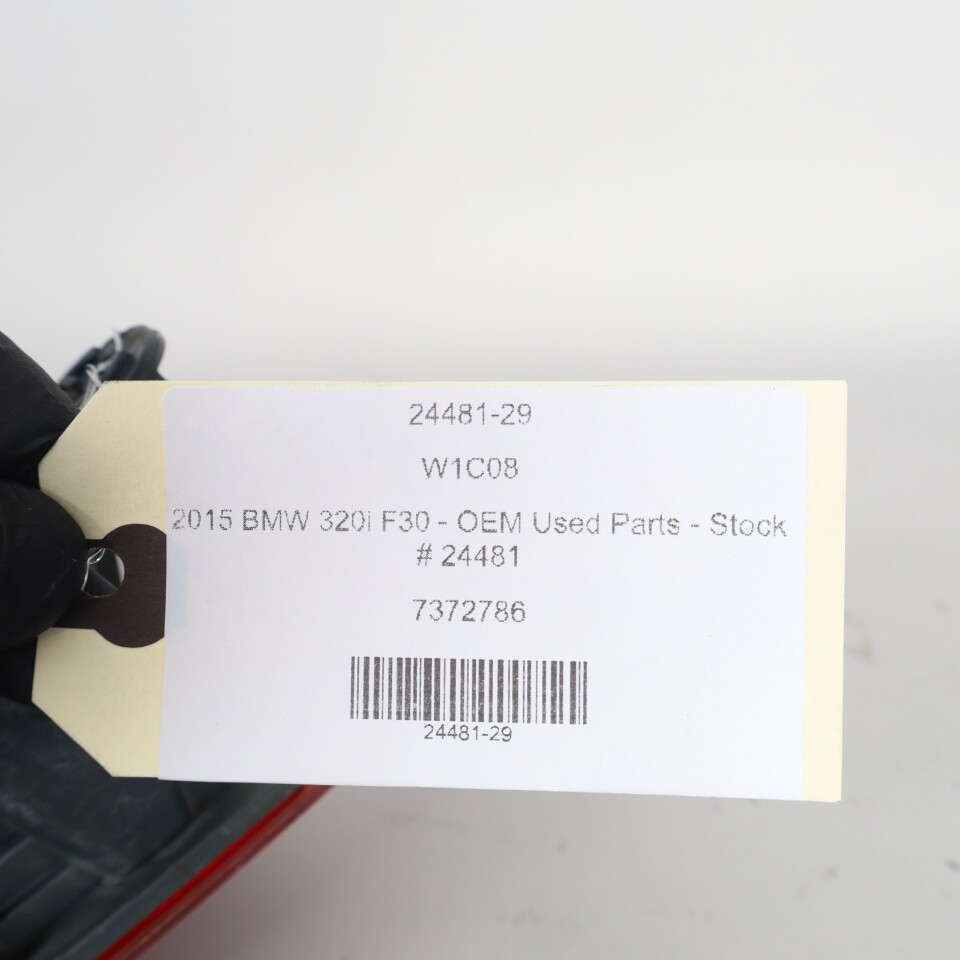 24481-29
W1C08
2015 BMW 320i F30 - OEM Used Parts - Stock
# 24481
7372786
24481-29